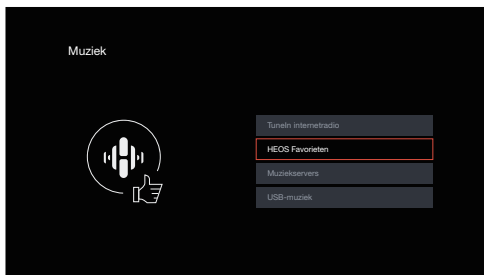 Muziek
TuneIn internetradio
HEOS Favorieten
Muziekservers
USB-muziek